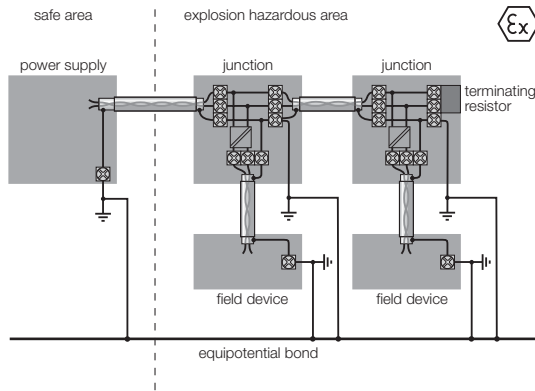 safe area
explosion hazardous area
Ex
power supply
junction
junction
terminating
resistor
field device
field device
equipotential bond